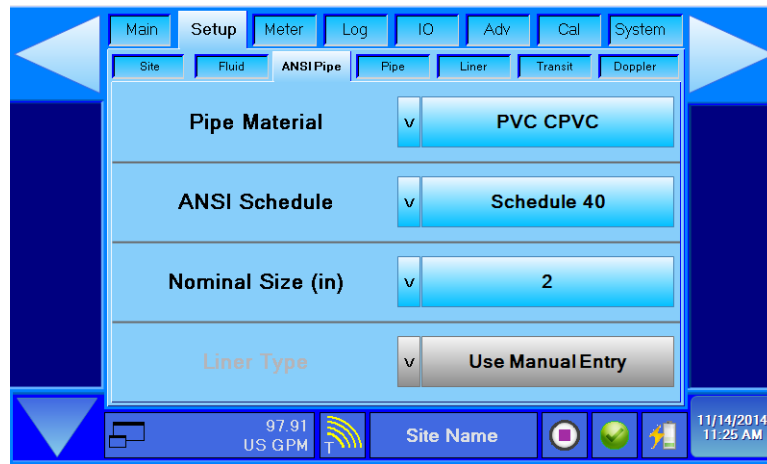 Main Setup Meter Log IO Adv Cal System
Site Fluid ANSI Pipe Pipe Liner Transit Doppler
Pipe Material v PVC CPVC
ANSI Schedule v Schedule 40
Nominal Size (in) v 2
Liner Type v Use Manual Entry
97.91
US GPM
T
Site Name
11/14/2014
11:25 AM